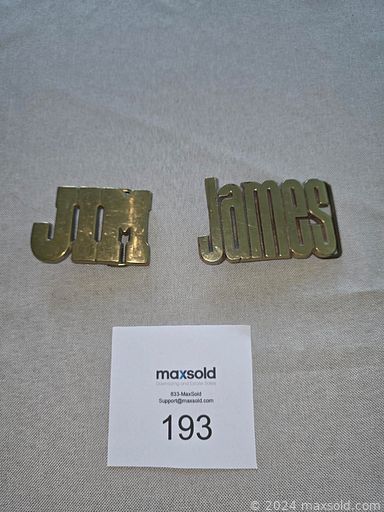 James
maxsold
Downsizing and Estate Sales
833-MaxSold
Support@maxsold.com
193
© 2024 maxsold.com